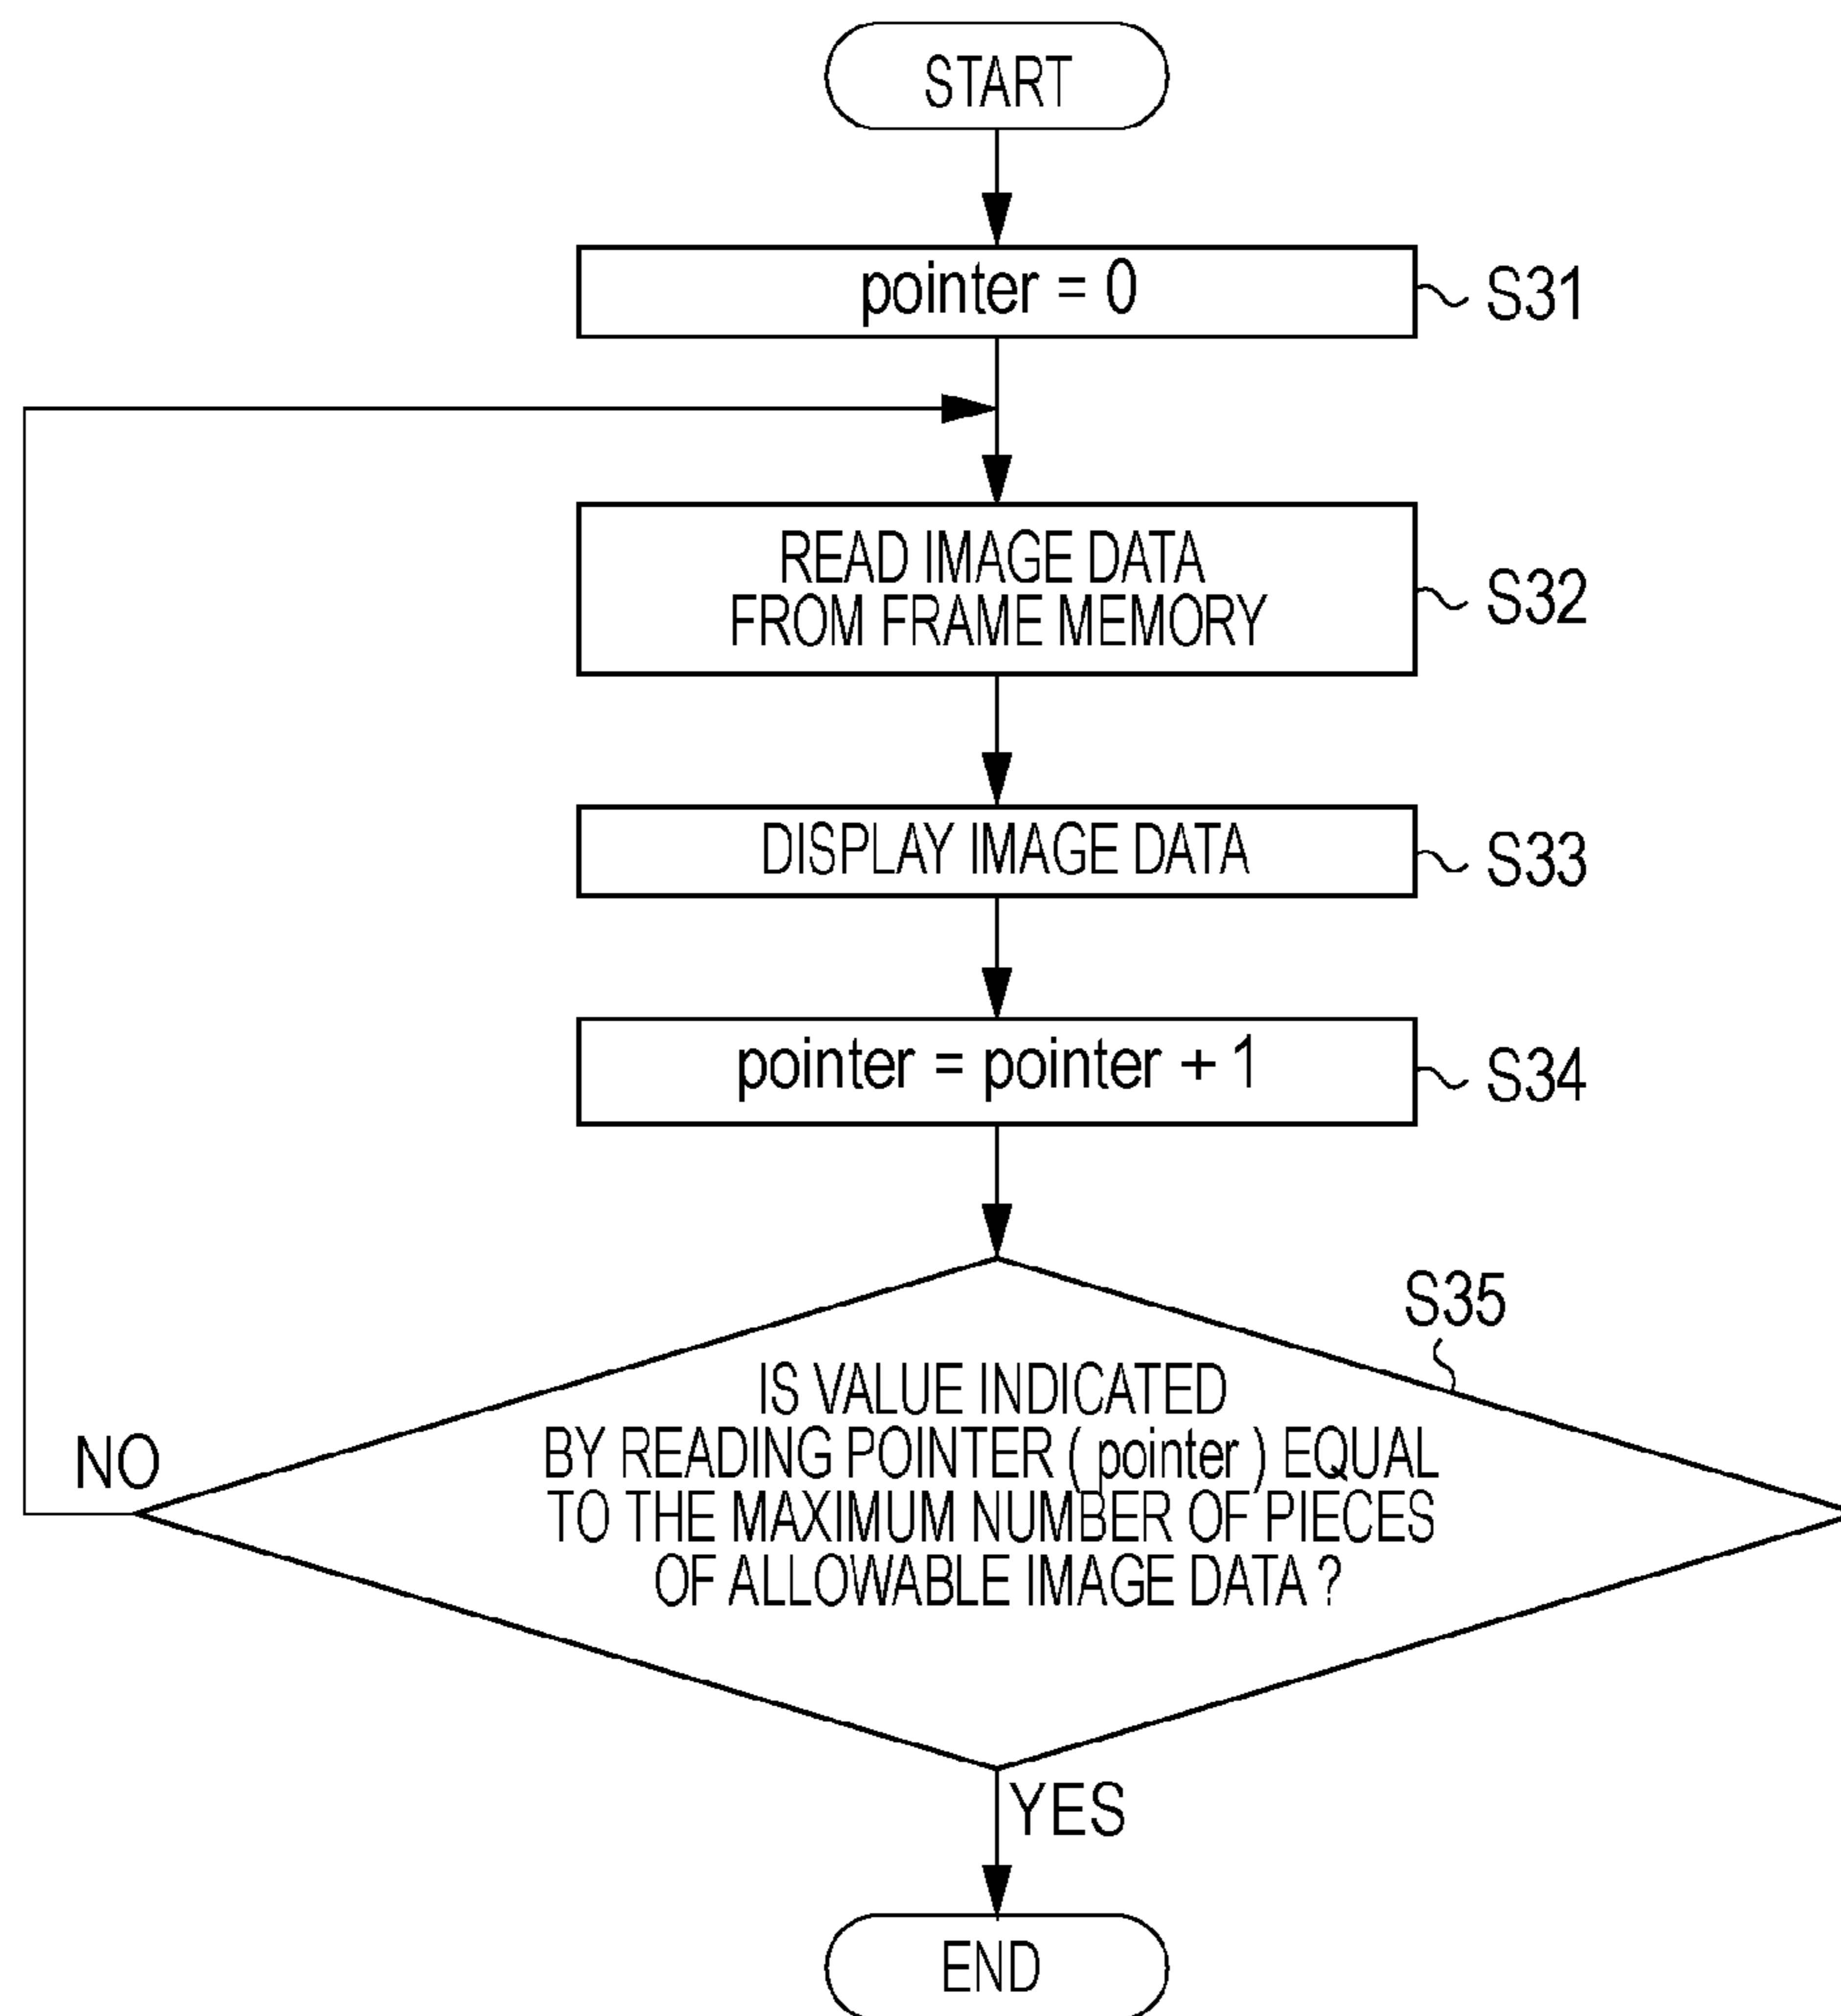 START
pointer = 0
S31
READ IMAGE DATA
FROM FRAME MEMORY
S32
DISPLAY IMAGE DATA
S33
pointer = pointer + 1
S34
S35
IS VALUE INDICATED
BY READING POINTER ( pointer ) EQUAL
TO THE MAXIMUM NUMBER OF PIECES
OF ALLOWABLE IMAGE DATA ?
NO
YES
END